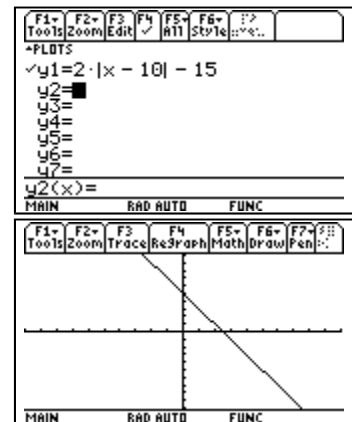 F1▾ F2▾ F3 F4 F5▾ F6▾
Tools Zoom Edit ✓ All Style
▴PLOTS
✓y1=2·|x - 10| - 15
y2=
y3=
y4=
y5=
y6=
y7=
y2(x)=
MAIN RAD AUTO FUNC
F1▾ F2▾ F3 F4 F5▾ F6▾ F7▾
Tools Zoom Trace ReGraph Math Draw Pen
MAIN RAD AUTO FUNC